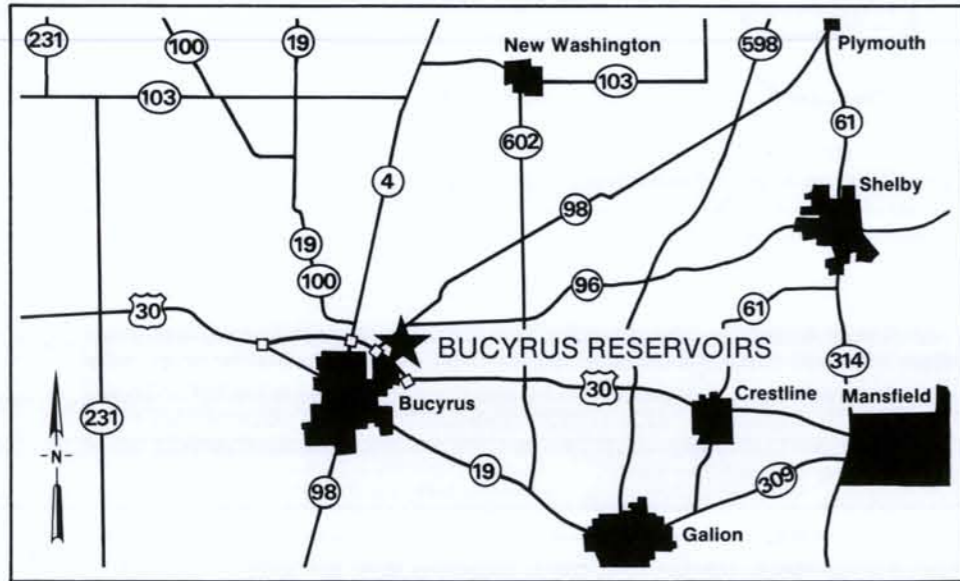 231
100
19
New Washington
598
Plymouth
103
103
602
61
4
Shelby
98
19
100
96
30
61
BUCYRUS RESERVOIRS
314
30
Crestline
Mansfield
231
Bucyrus
N
19
98
309
Galion